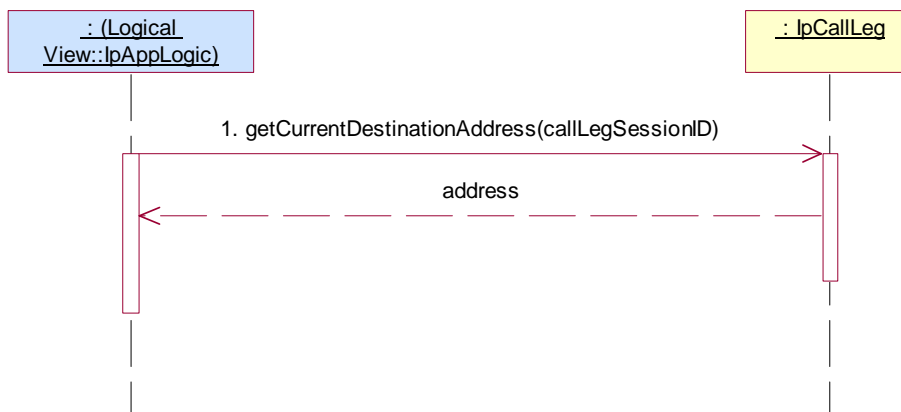 : (Logical
View::IpAppLogic)
: IpCallLeg
1. getCurrentDestinationAddress(callLegSessionID)
address